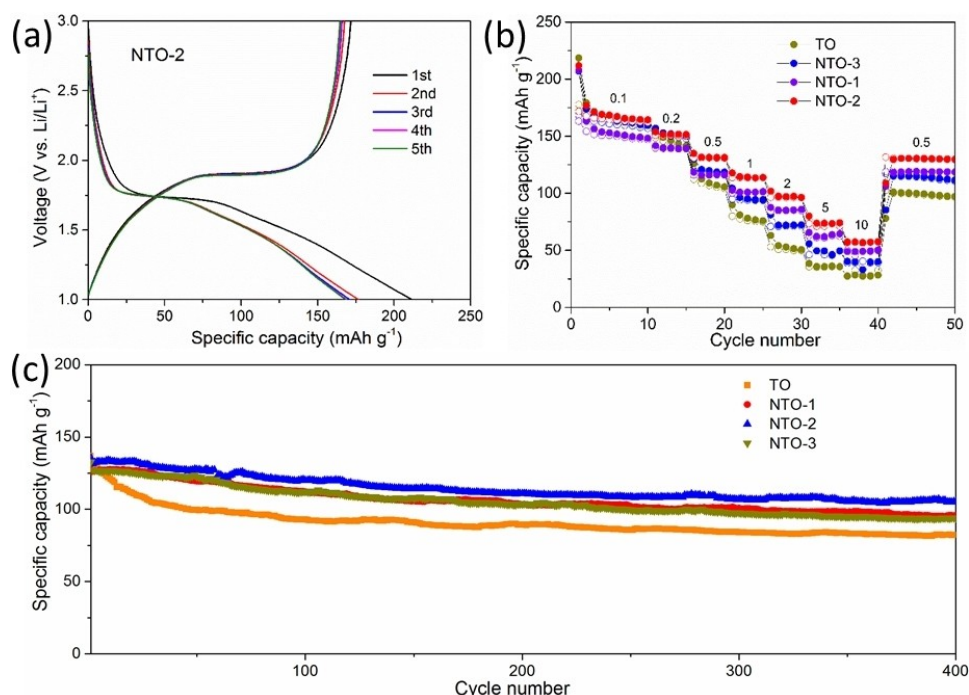 (a)
NTO-2
1st
2nd
3rd
4th
5th
Voltage (V vs. Li/Li⁺)
3.0
2.5
2.0
1.5
1.0
0 50 100 150 200 250
Specific capacity (mAh g⁻¹)
(b)
TO
NTO-3
NTO-1
NTO-2
0.1
0.2
0.5
1
2
5
10
0.5
Specific capacity (mAh g⁻¹)
250
200
150
100
50
0
0 10 20 30 40 50
Cycle number
(c)
TO
NTO-1
NTO-2
NTO-3
Specific capacity (mAh g⁻¹)
200
150
100
50
0
100 200 300 400
Cycle number